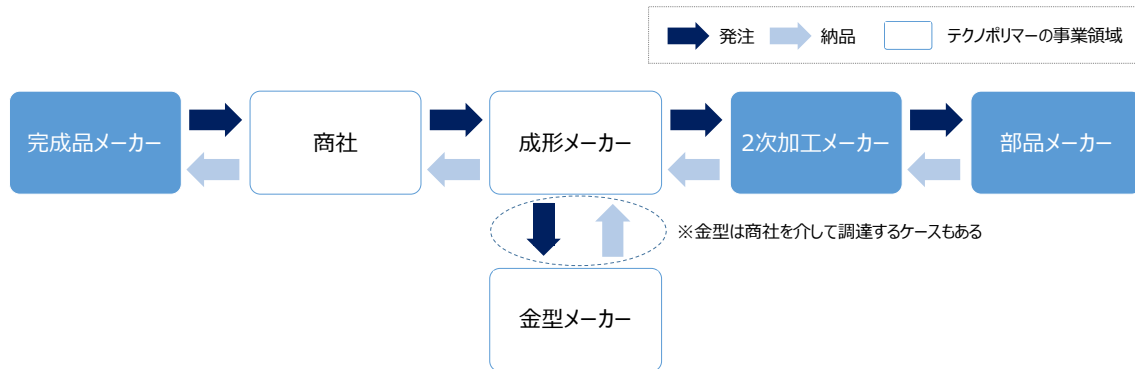 発注
納品
テクノポリマーの事業領域
完成品メーカー
商社
成形メーカー
2次加工メーカー
部品メーカー
※金型は商社を介して調達するケースもある
金型メーカー